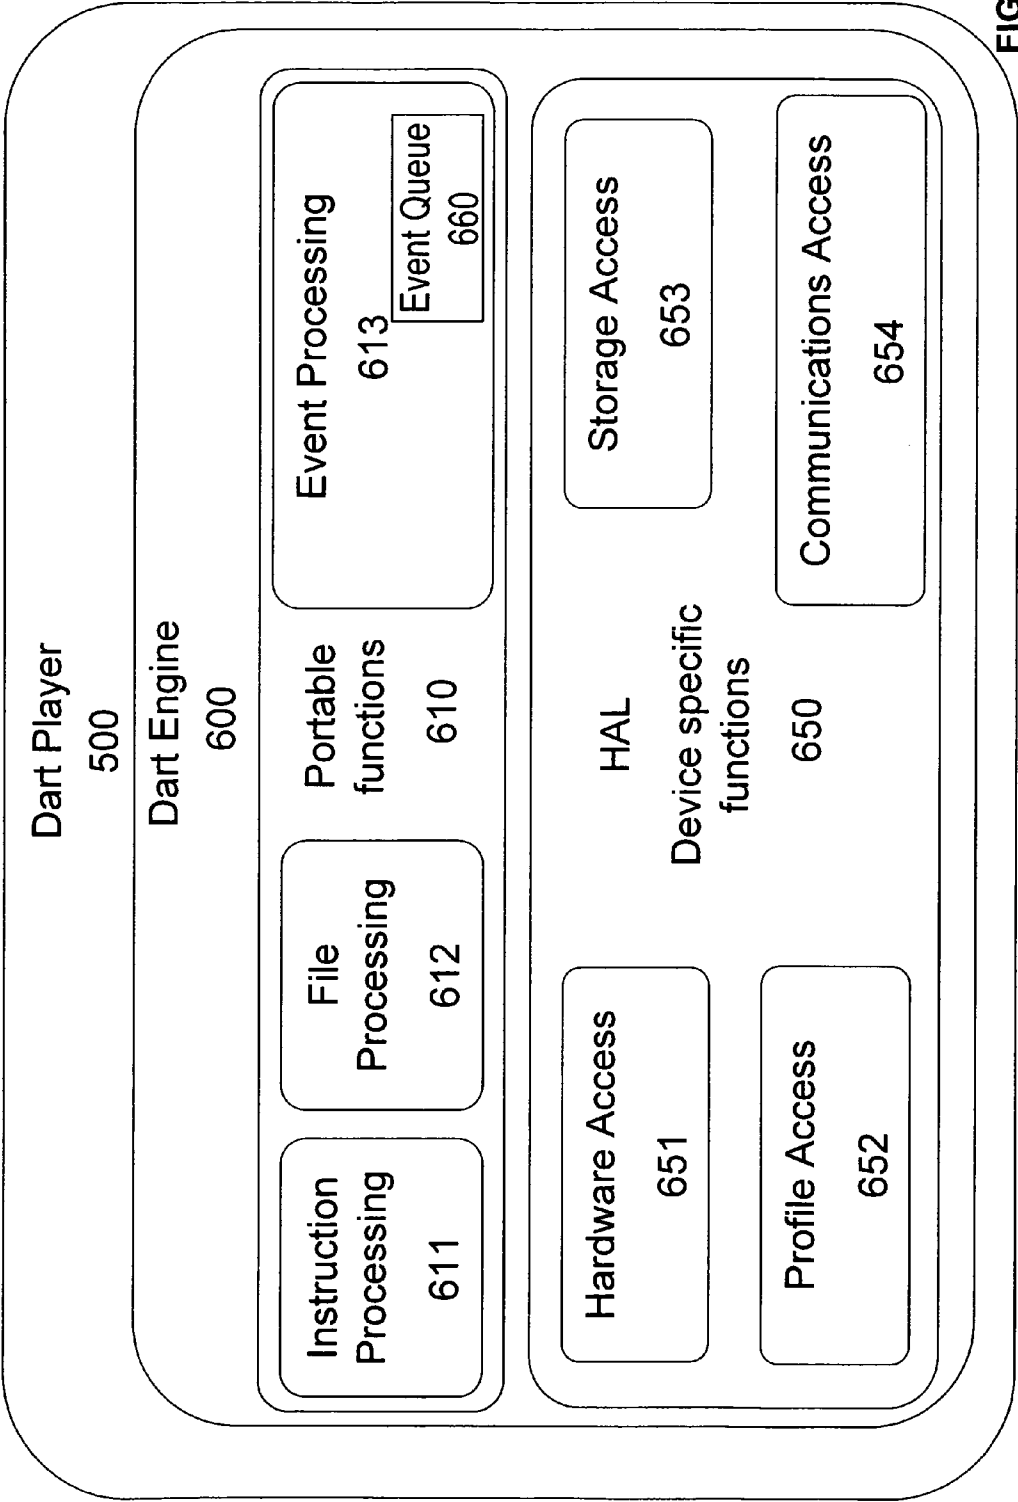 Dart Player
500
Dart Engine
600
Instruction
Processing
611
File
Processing
612
Portable
functions
610
Event Processing
613
Event Queue
660
Hardware Access
651
Profile Access
652
HAL
Device specific
functions
650
Storage Access
653
Communications Access
654
FIG